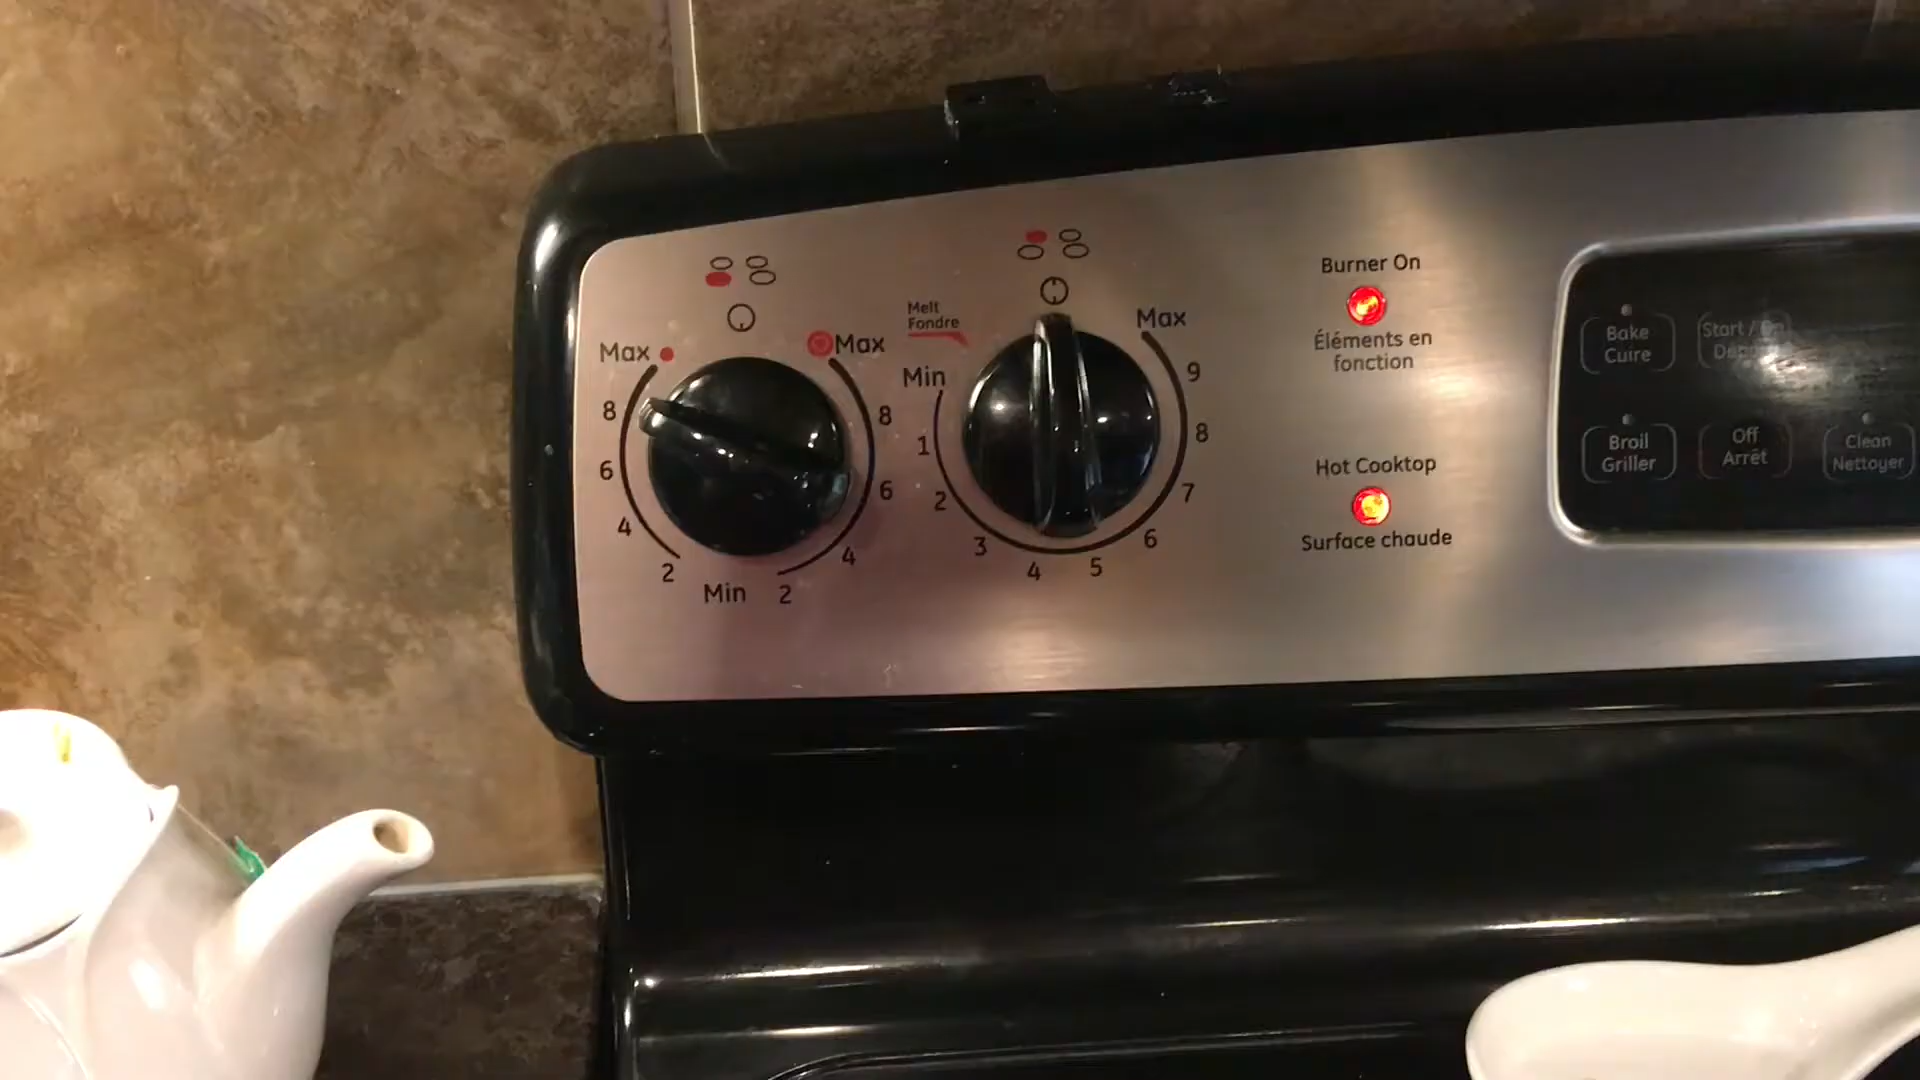 Max
Max
8
6
4
2
Min
2
4
6
8
Melt
Fondre
Min
1
2
3
4
5
6
7
8
9
Max
Burner On
Éléments en
fonction
Hot Cooktop
Surface chaude
Bake
Cuire
Start /
Broil
Griller
Off
Arrêt
Clean
Nettoyer